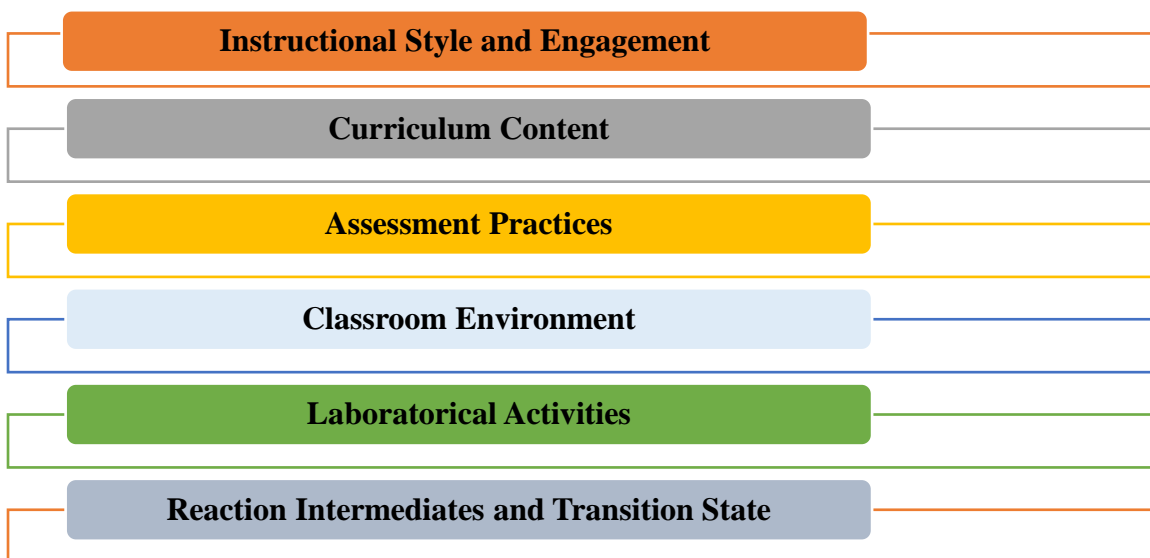 Instructional Style and Engagement
Curriculum Content
Assessment Practices
Classroom Environment
Laboratorical Activities
Reaction Intermediates and Transition State